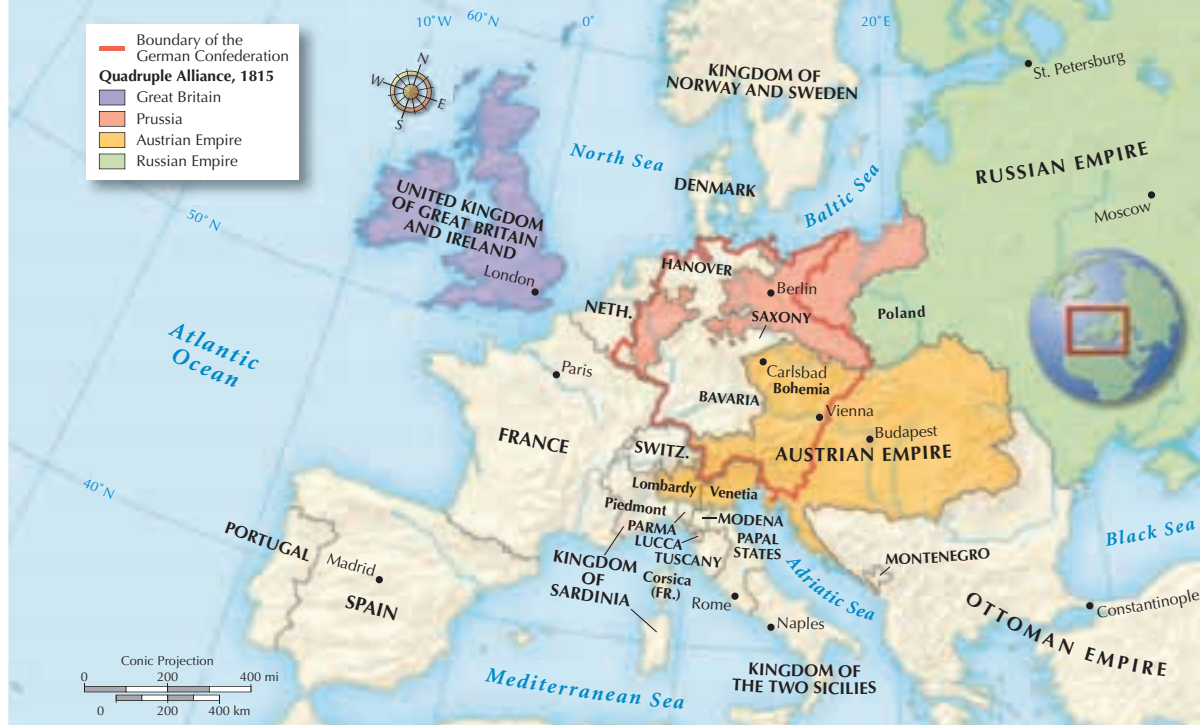 Boundary of the
German Confederation
Quadruple Alliance, 1815
Great Britain
Prussia
Austrian Empire
Russian Empire
10°W
60°N
0°
20°E
N
W
E
S
50°N
40°N
St. Petersburg
KINGDOM OF
NORWAY AND SWEDEN
North Sea
DENMARK
Baltic Sea
RUSSIAN EMPIRE
Moscow
UNITED KINGDOM
OF GREAT BRITAIN
AND IRELAND
London
HANOVER
Berlin
NETH.
SAXONY
Poland
Atlantic
Ocean
Paris
Carlsbad
Bohemia
BAVARIA
Vienna
Budapest
FRANCE
SWITZ.
AUSTRIAN EMPIRE
Lombardy
Venetia
Piedmont
PARMA
MODENA
LUCCA
PAPAL
STATES
TUSCANY
KINGDOM
OF
SARDINIA
Corsica
(FR.)
Rome
Adriatic Sea
MONTENEGRO
Black Sea
PORTUGAL
Madrid
SPAIN
Naples
OTTOMAN EMPIRE
Constantinople
KINGDOM OF
THE TWO SICILIES
Mediterranean Sea
Conic Projection
0 200 400 mi
0 200 400 km